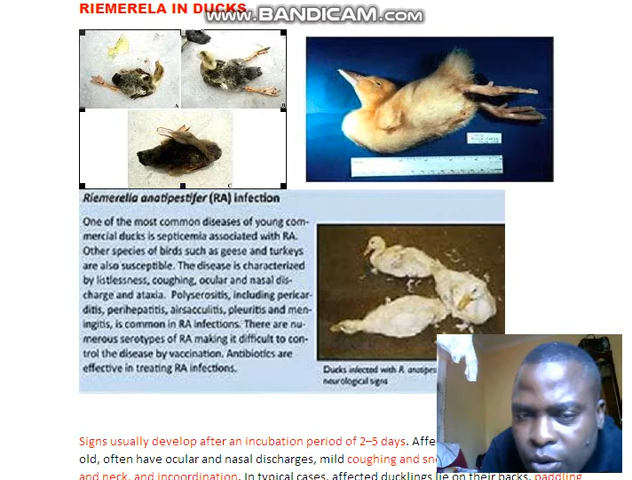 RIEMERELA IN DUCKS
www.BANDICAM.com
A
B
C
Riemerella anatipestifer (RA) infection
One of the most common diseases of young com-
mercial ducks is septicemia associated with RA.
Other species of birds such as geese and turkeys
are also susceptible. The disease is characterized
by listlessness, coughing, ocular and nasal dis-
charge and ataxia. Polyserositis, including pericar-
ditis, perihepatitis, airsacculitis, pleuritis and men-
ingitis, is common in RA infections. There are nu-
merous serotypes of RA making it difficult to con-
trol the disease by vaccination. Antibiotics are
effective in treating RA infections.
Ducks infected with R. anatipes
neurological signs
Signs usually develop after an incubation period of 2–5 days. Affe
old, often have ocular and nasal discharges, mild coughing and sne
and neck, and incoordination. In typical cases, affected ducklings lie on their backs, paddling